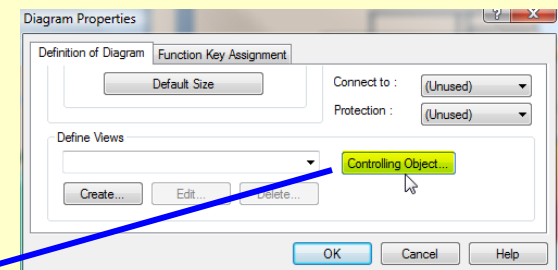 Diagram Properties
Definition of Diagram Function Key Assignment
Default Size
Connect to : (Unused)
Protection : (Unused)
Define Views
Controlling Object...
Create... Edit... Delete...
OK Cancel Help